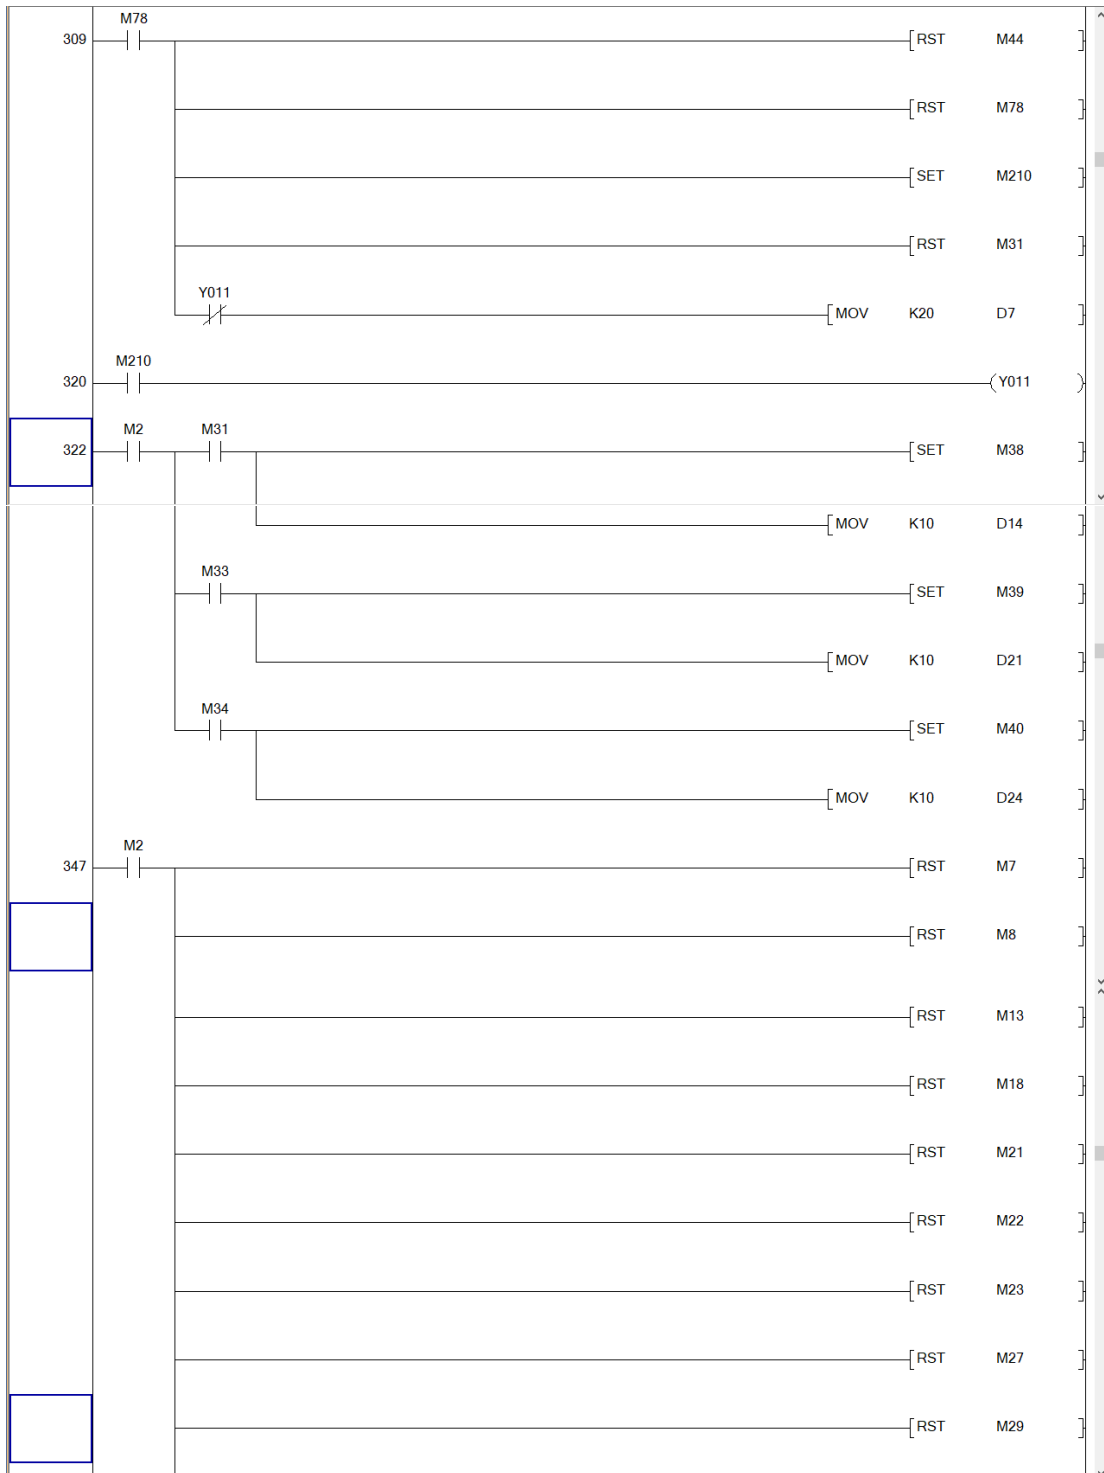 M78
309 RST M44
RST M78
SET M210
RST M31
Y011
MOV K20 D7
M210
320 Y011
M2 M31
322 SET M38
MOV K10 D14
M33
SET M39
MOV K10 D21
M34
SET M40
MOV K10 D24
M2
347 RST M7
RST M8
RST M13
RST M18
RST M21
RST M22
RST M23
RST M27
RST M29